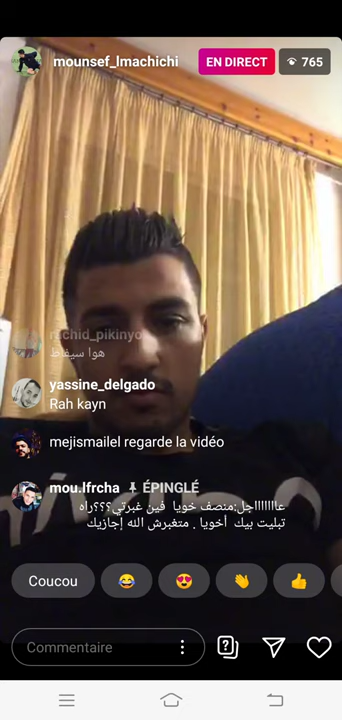 mounsef_lmachichi
EN DIRECT
765
rachid_pikinyo
هوا سيفاط
yassine_delgado
Rah kayn
mejismailel regarde la vidéo
mou.lfrcha ÉPINGLÉ
عااااااااجل:منصف خويا فين غبرتي؟؟؟راه
تبليت بيك أخويا . متغبرش الله إجازيك
Coucou
Commentaire